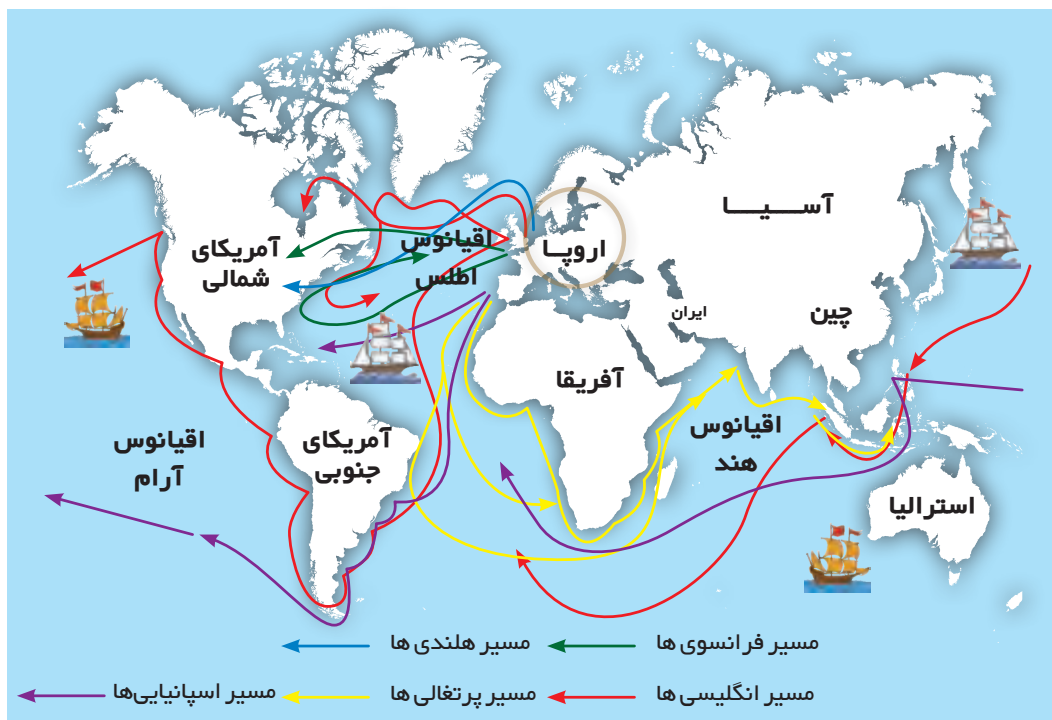 آســـیـــا
اقیانوس
اطلس
اروپـا
آمریکای
شمالی
ایران
چین
آفریقا
اقیانوس
هند
آمریکای
جنوبی
اقیانوس
آرام
استرالیا
مسیر فرانسوی ها
مسیر هلندی ها
مسیر انگلیسی ها
مسیر پرتغالی ها
مسیر اسپانیایی‌ها